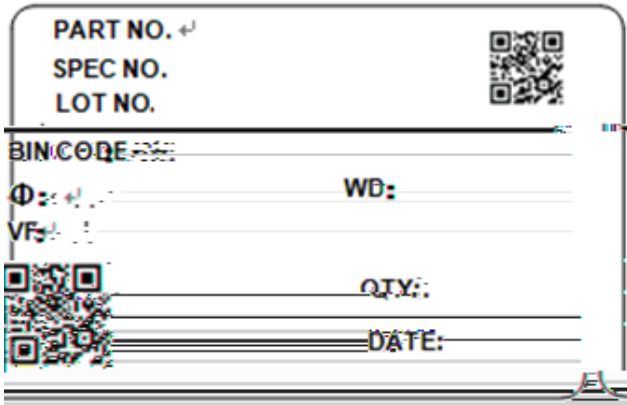 PART NO. ↵
SPEC NO.
LOT NO.
BIN CODE
Φ: ↵ WD:
VF: ↵
QTY:
DATE: